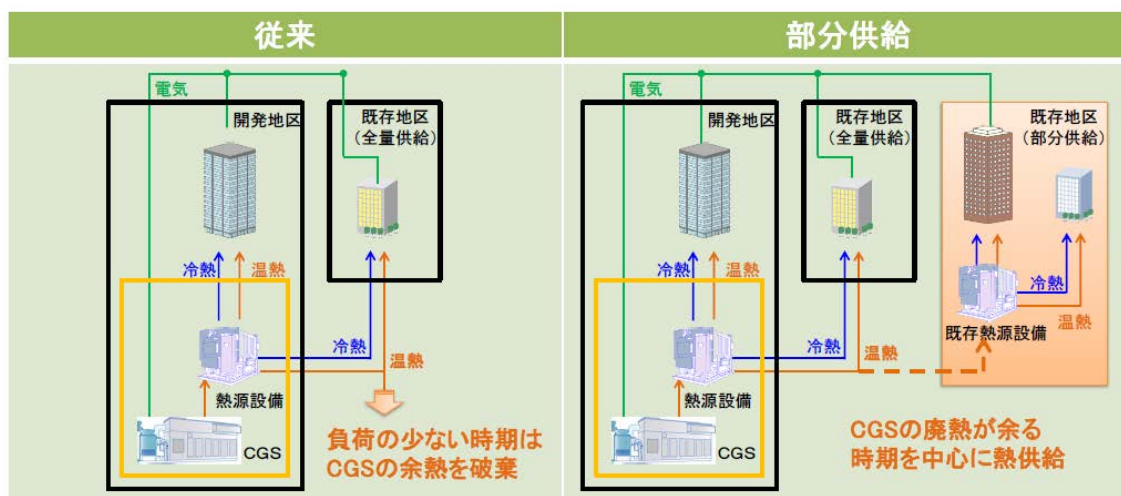 従来
電気
開発地区
既存地区
(全量供給)
冷熱
温熱
冷熱
温熱
熱源設備
CGS
負荷の少ない時期は
CGSの余熱を破棄
部分供給
電気
開発地区
既存地区
(全量供給)
既存地区
(部分供給)
冷熱
温熱
冷熱
温熱
冷熱
温熱
既存熱源設備
熱源設備
CGS
CGSの廃熱が余る
時期を中心に熱供給